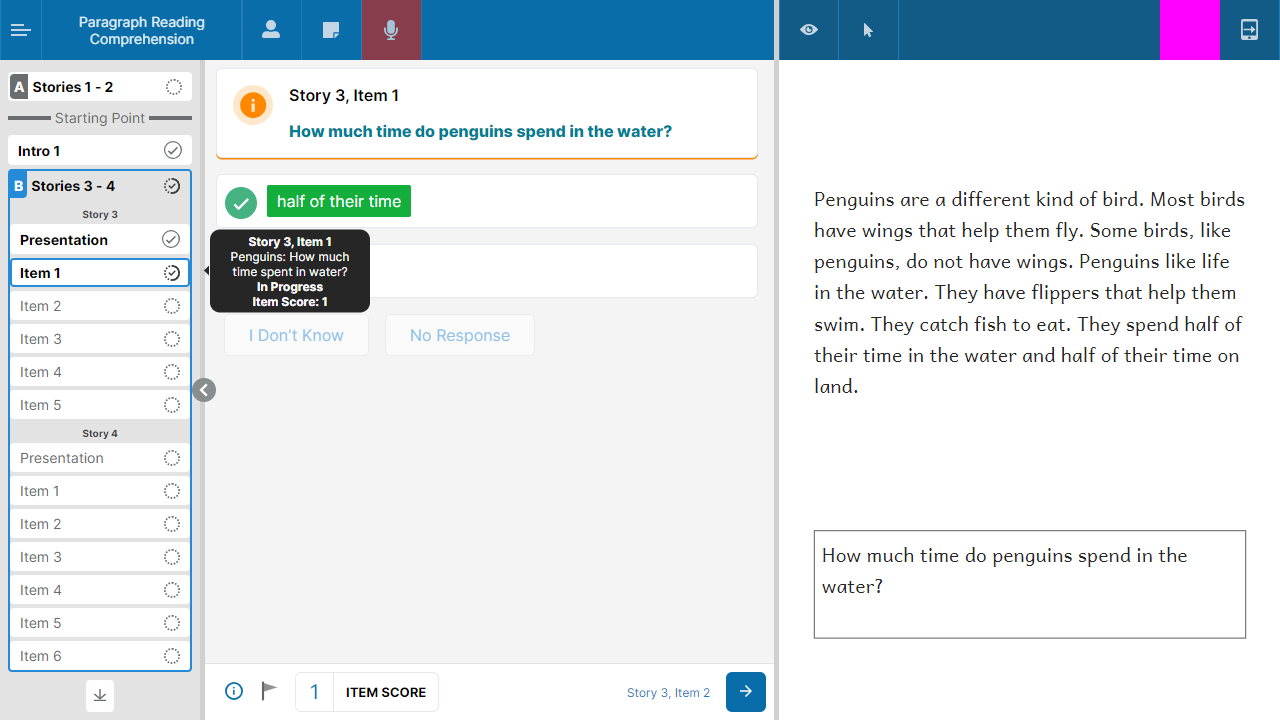 Paragraph Reading
Comprehension
A Stories 1 - 2
Starting Point
Intro 1
B Stories 3 - 4
Story 3
Presentation
Item 1
Item 2
Item 3
Item 4
Item 5
Story 4
Presentation
Item 1
Item 2
Item 3
Item 4
Item 5
Item 6
Story 3, Item 1
How much time do penguins spend in the water?
half of their time
Story 3, Item 1
Penguins: How much
time spent in water?
In Progress
Item Score: 1
I Don’t Know
No Response
1 ITEM SCORE
Story 3, Item 2
Penguins are a different kind of bird. Most birds
have wings that help them fly. Some birds, like
penguins, do not have wings. Penguins like life
in the water. They have flippers that help them
swim. They catch fish to eat. They spend half of
their time in the water and half of their time on
land.
How much time do penguins spend in the
water?